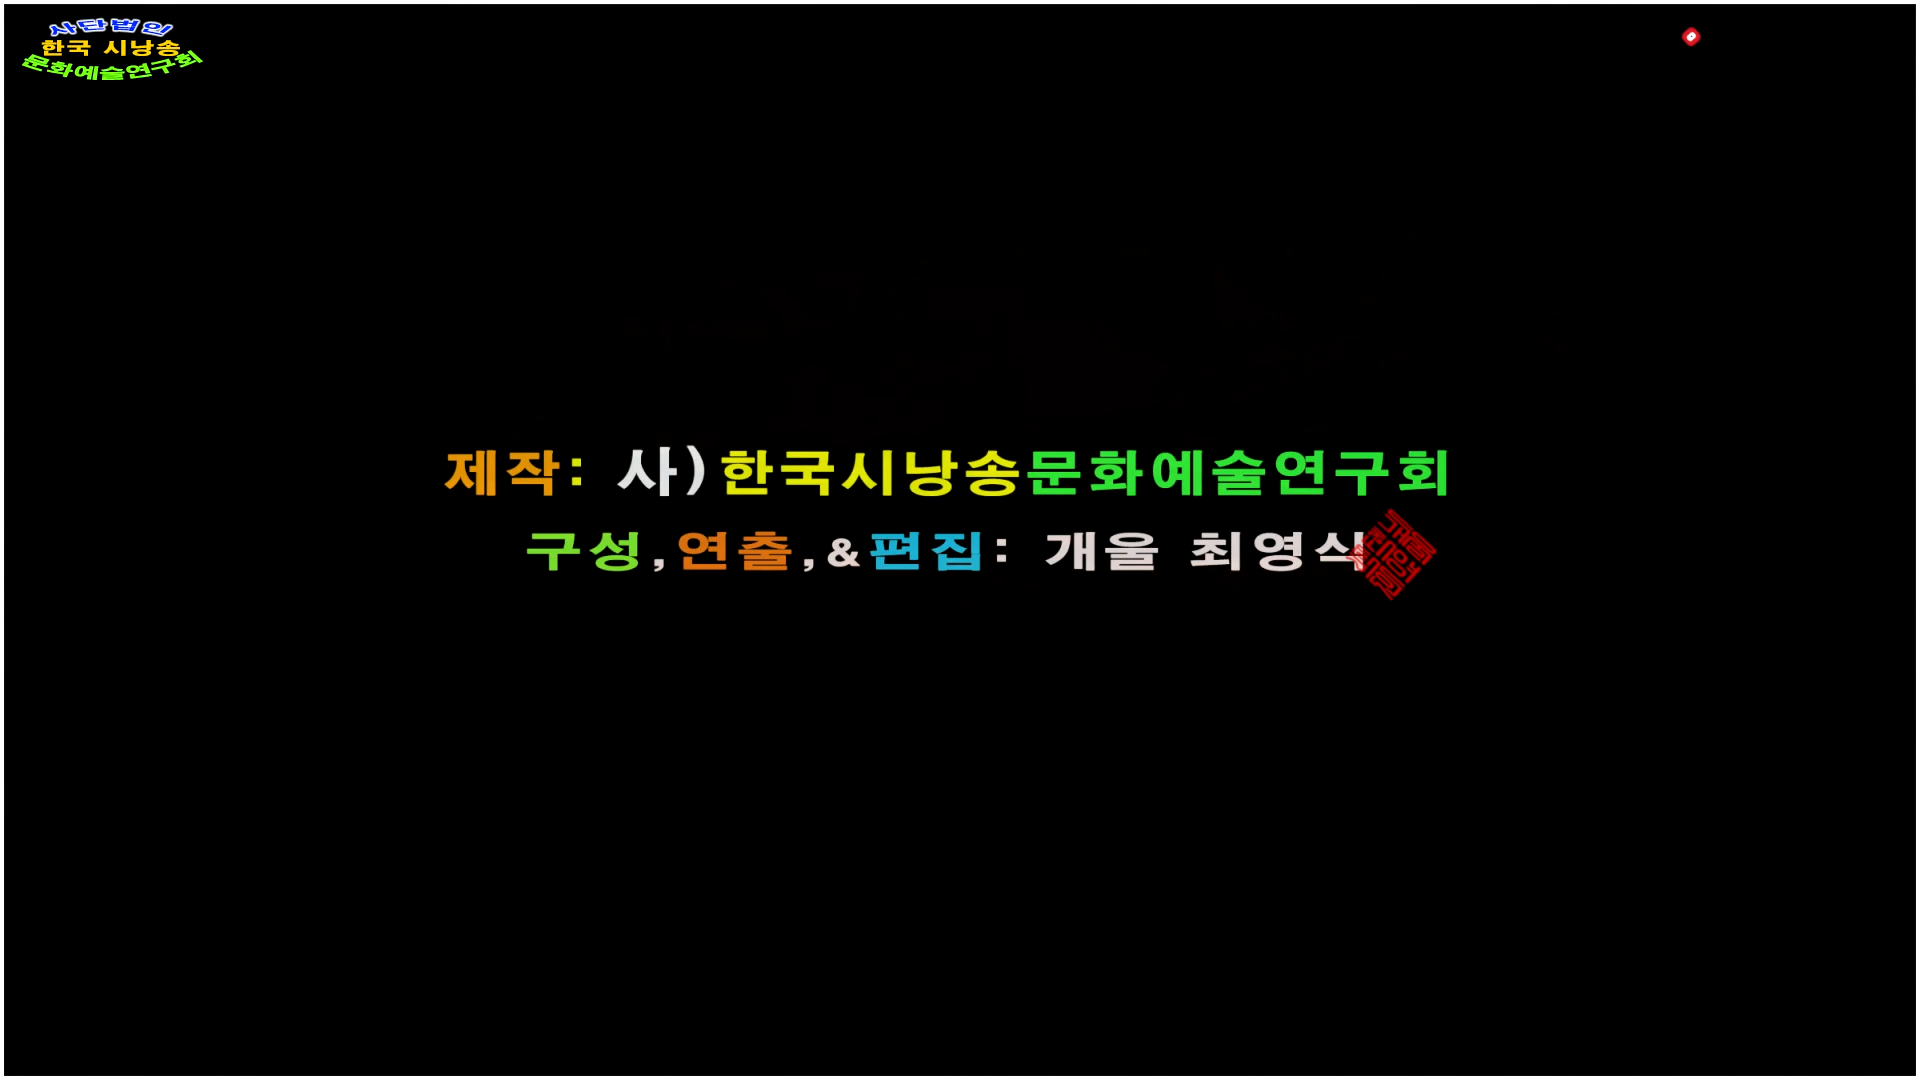 사단법인
한국 시낭송
문화예술연구회
제작: 사)한국시낭송문화예술연구회
구성,연출,&편집: 개울 최영식